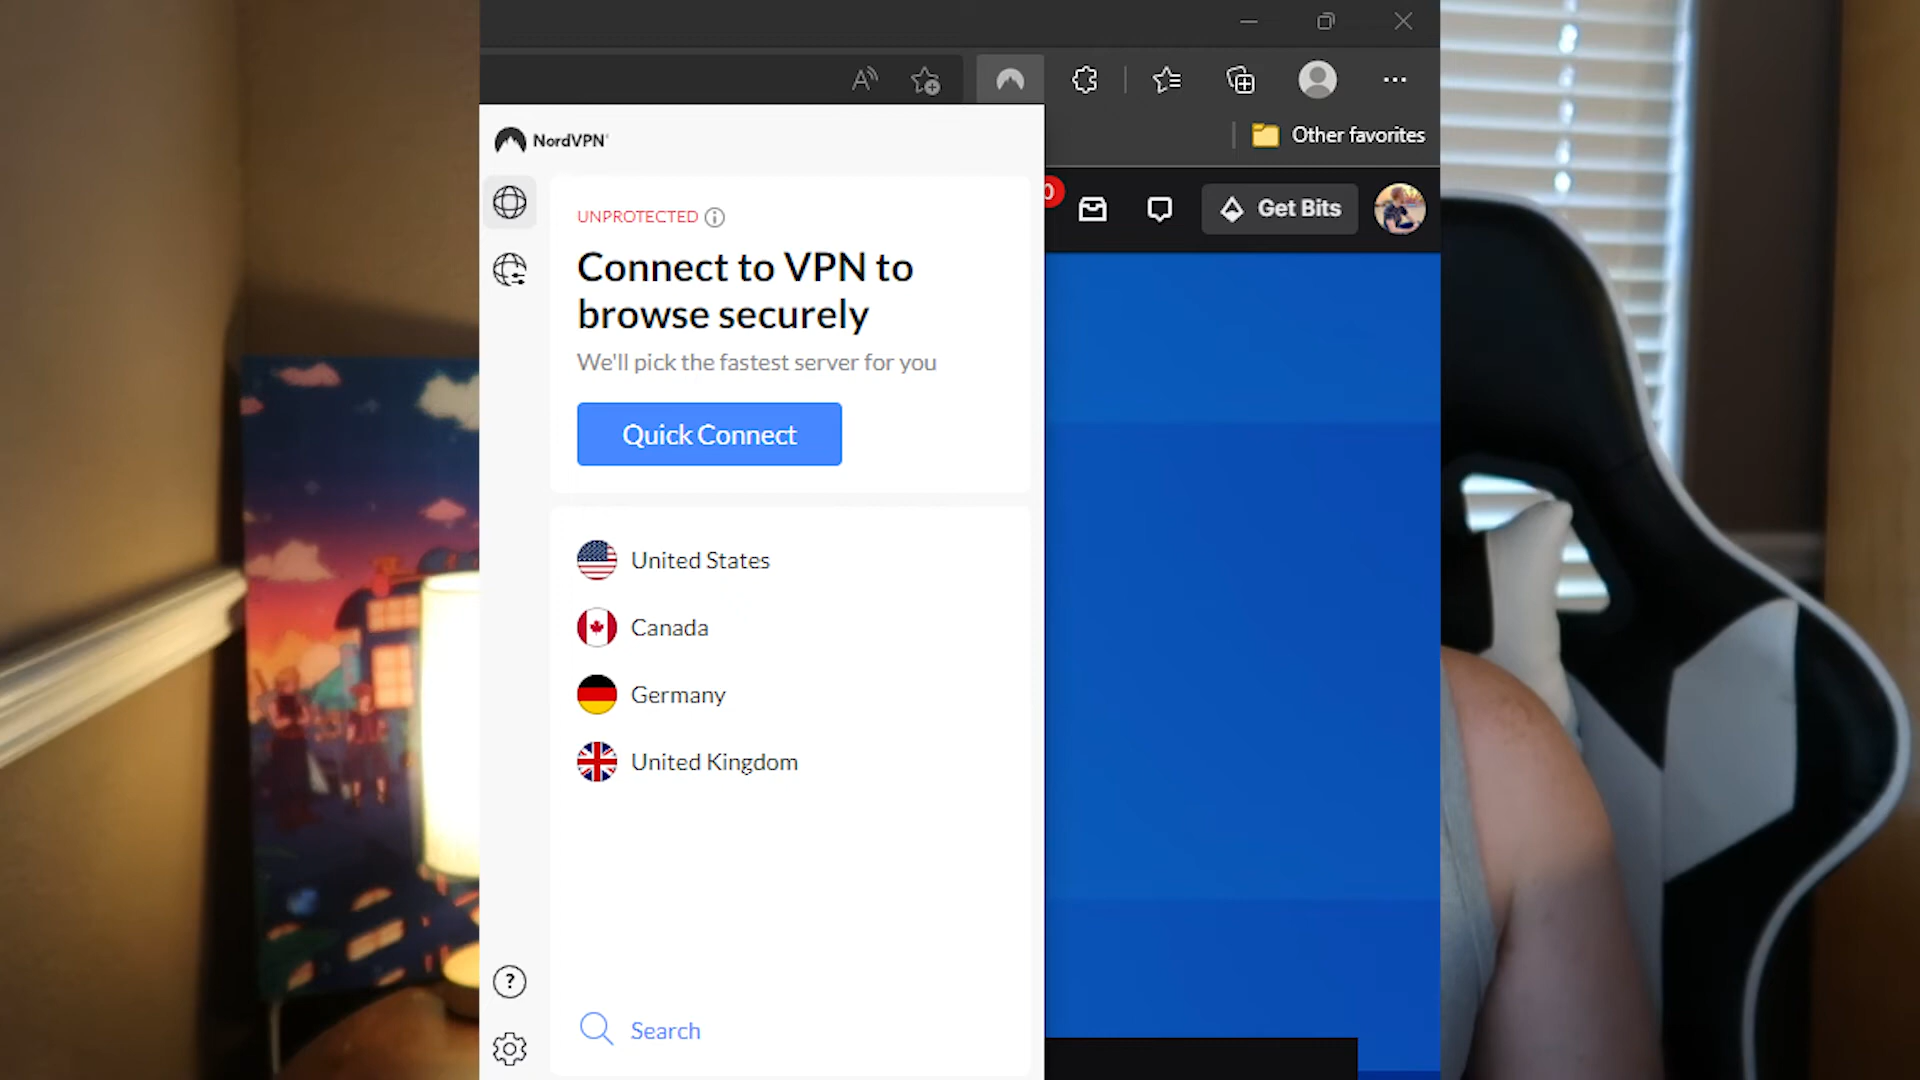 Other favorites
NordVPN®
0
Get Bits
UNPROTECTED
Connect to VPN to
browse securely
We'll pick the fastest server for you
Quick Connect
United States
Canada
Germany
United Kingdom
?
Search